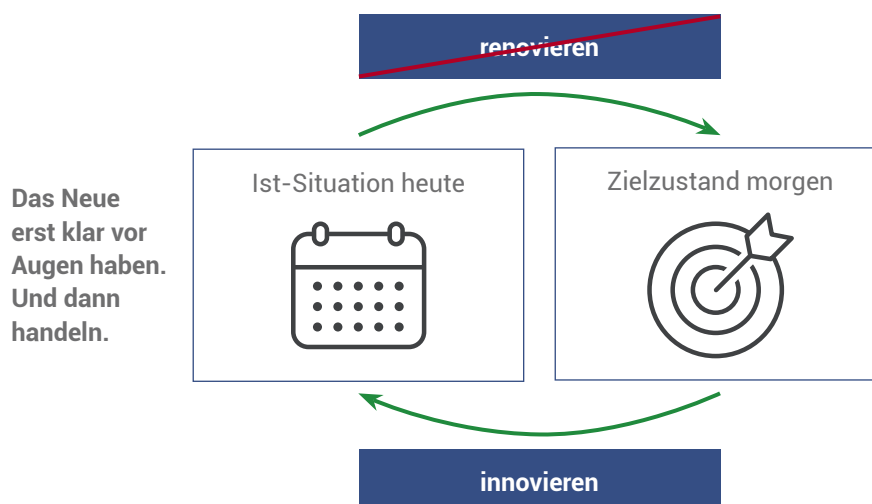 renovieren
Ist-Situation heute
Zielzustand morgen
Das Neue
erst klar vor
Augen haben.
Und dann
handeln.
innovieren